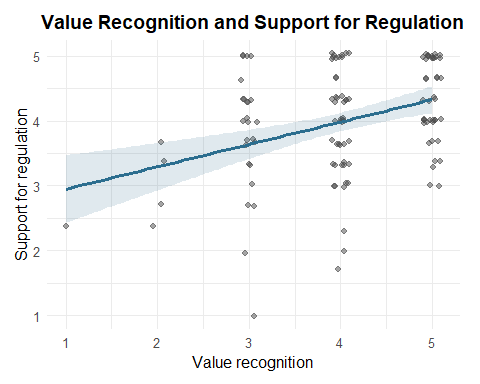 Value Recognition and Support for Regulation
Support for regulation
5
4
3
2
1
1 2 3 4 5
Value recognition